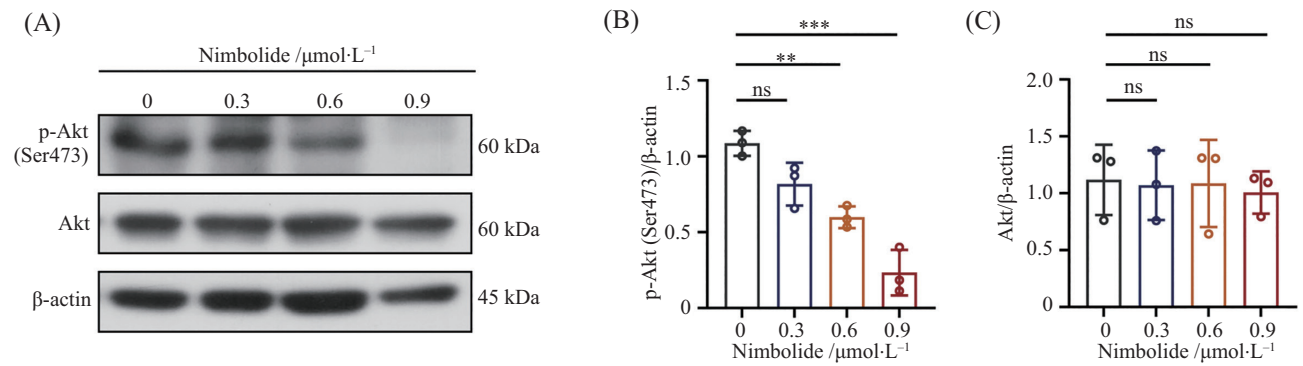 (A)
Nimbolide /μmol·L⁻¹
0 0.3 0.6 0.9
p-Akt
(Ser473)
60 kDa
Akt
60 kDa
β-actin
45 kDa
(B)
***
**
ns
p-Akt (Ser473)/β-actin
1.5
1.0
0.5
0
0 0.3 0.6 0.9
Nimbolide /μmol·L⁻¹
(C)
ns
ns
ns
Akt/β-actin
2.0
1.5
1.0
2.0
0
0 0.3 0.6 0.9
Nimbolide /μmol·L⁻¹